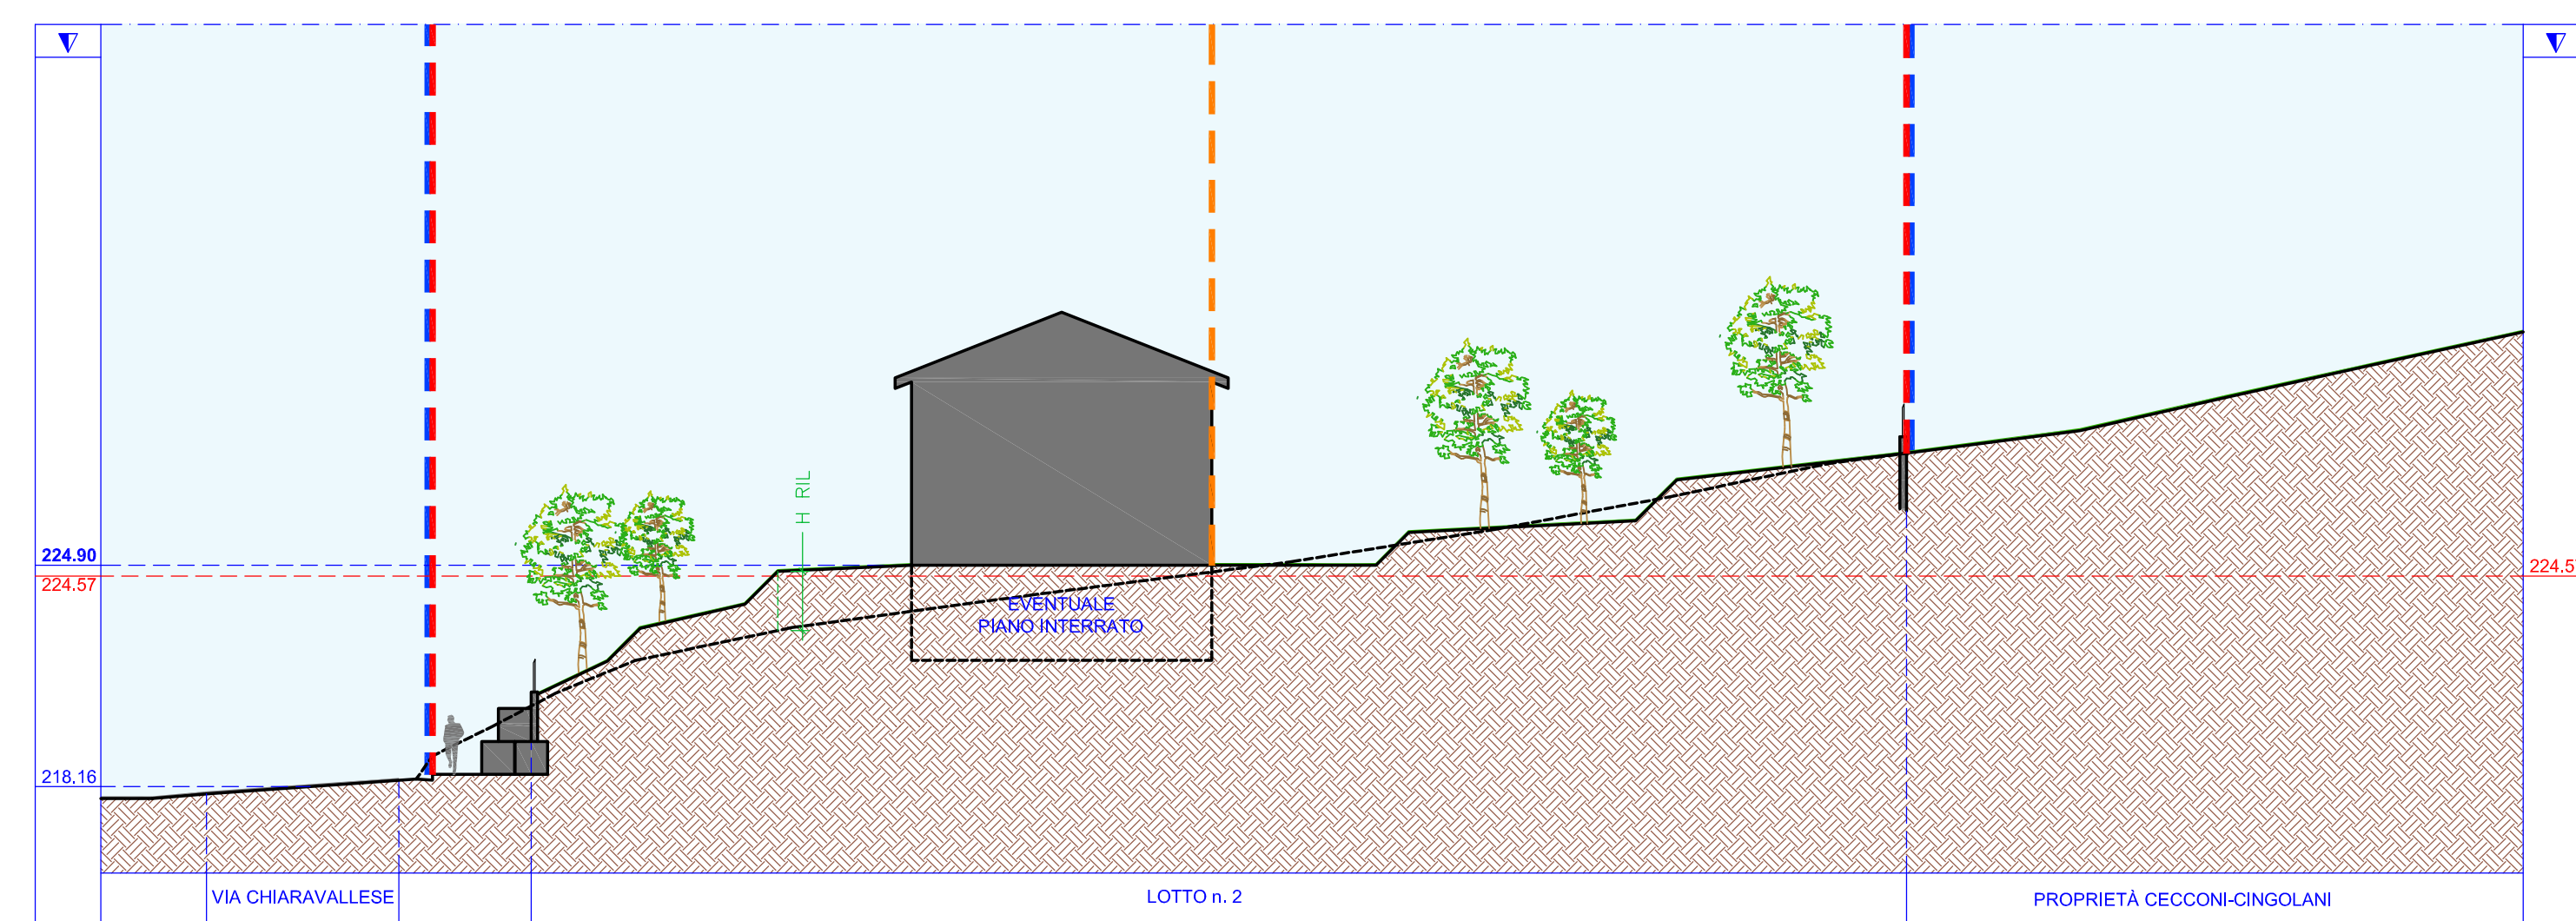 H RIL
224.90
224.57
224.5
EVENTUALE
PIANO INTERRATO
218.16
VIA CHIARAVALLESE
LOTTO n. 2
PROPRIETÀ CECCONI-CINGOLANI